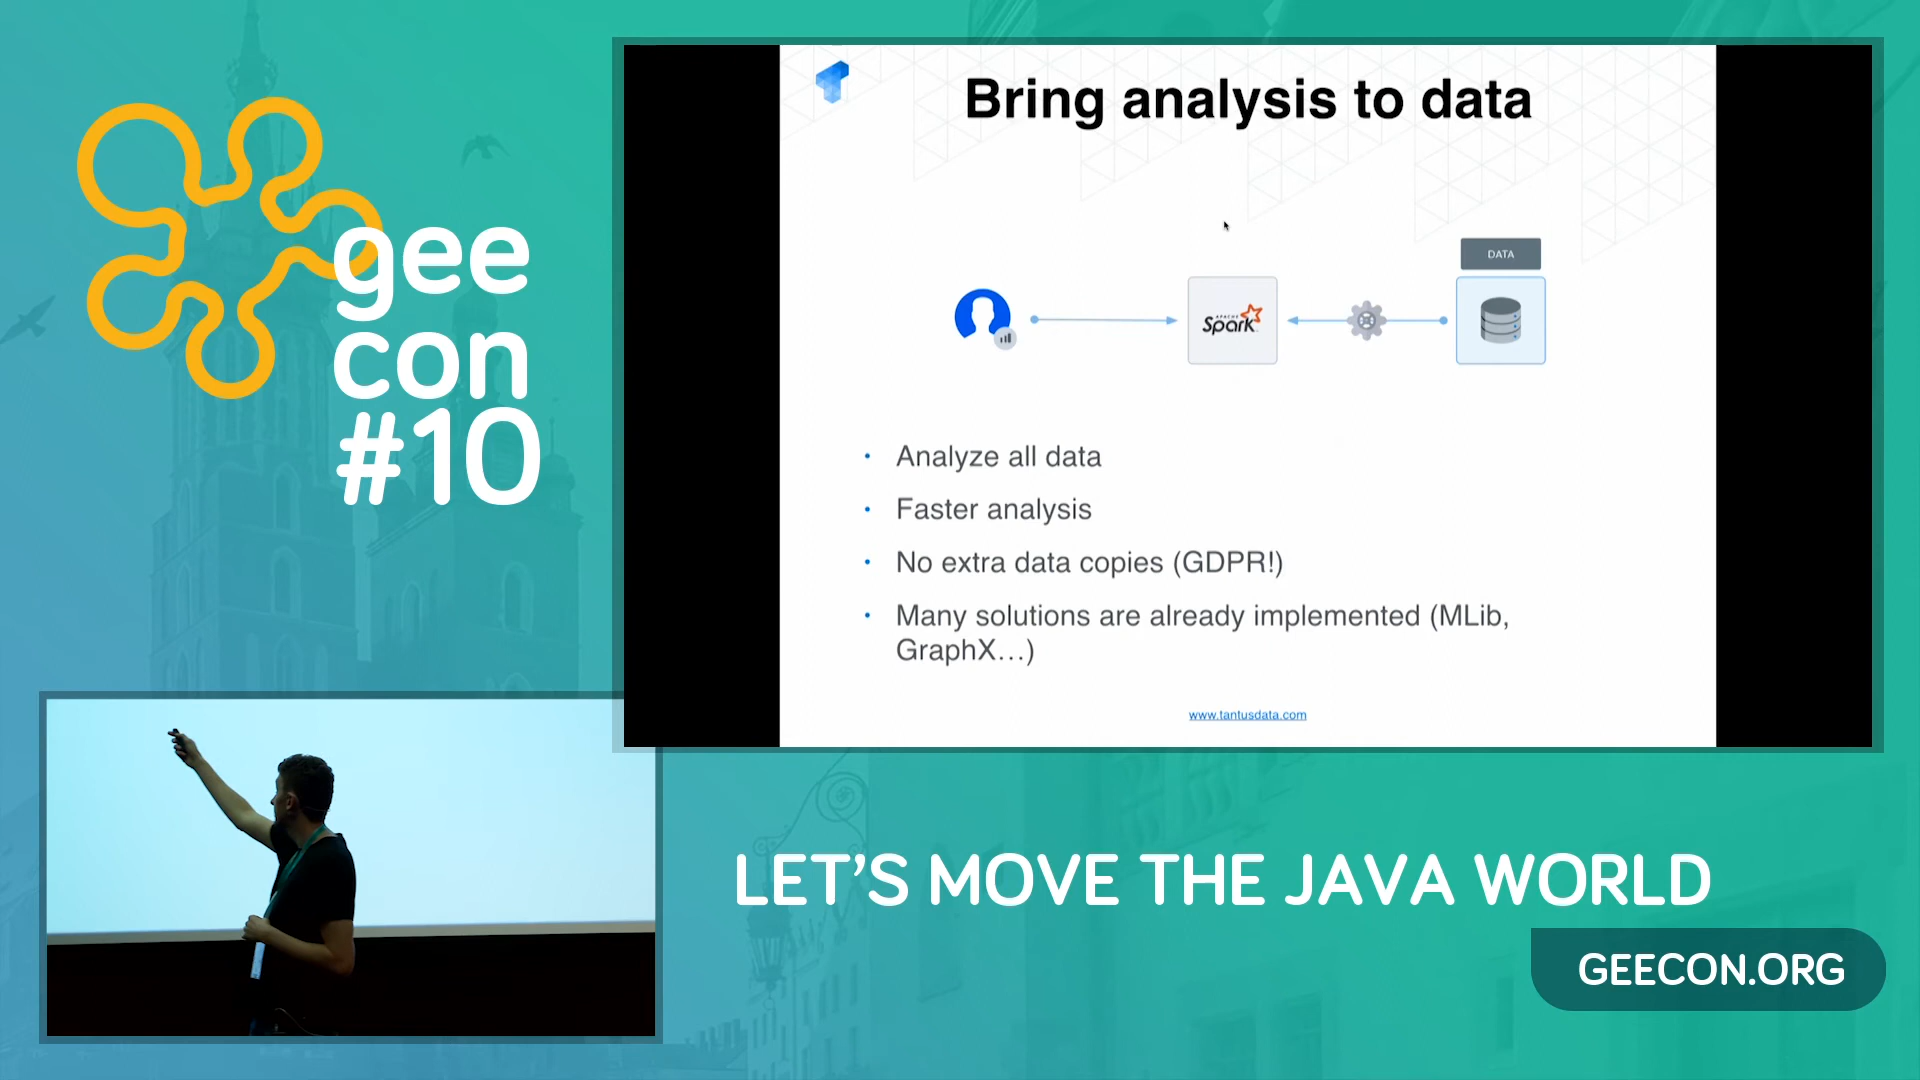 gee
con
#10
Bring analysis to data
DATA
APACHE
Spark
• Analyze all data
• Faster analysis
• No extra data copies (GDPR!)
• Many solutions are already implemented (MLib,
GraphX…)
www.tantusdata.com
LET’S MOVE THE JAVA WORLD
GEECON.ORG